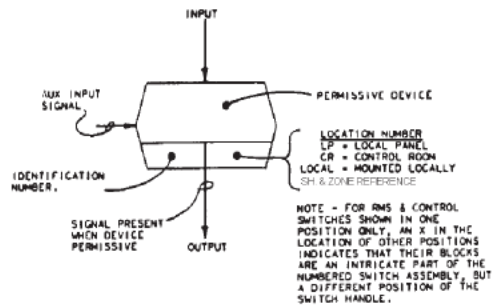 INPUT
AUX INPUT
SIGNAL
PERMISSIVE DEVICE
LOCATION NUMBER
LP = LOCAL PANEL
CR = CONTROL ROOM
LOCAL = MOUNTED LOCALLY
SH. & ZONE REFERENCE
IDENTIFICATION
NUMBER.
SIGNAL PRESENT
WHEN DEVICE
PERMISSIVE
OUTPUT
NOTE - FOR RMS & CONTROL
SWITCHES SHOWN IN ONE
POSITION ONLY, AN X IN THE
LOCATION OF OTHER POSITIONS
INDICATES THAT THEIR BLOCKS
ARE AN INTRICATE PART OF THE
NUMBERED SWITCH ASSEMBLY, BUT
A DIFFERENT POSITION OF THE
SWITCH HANDLE.